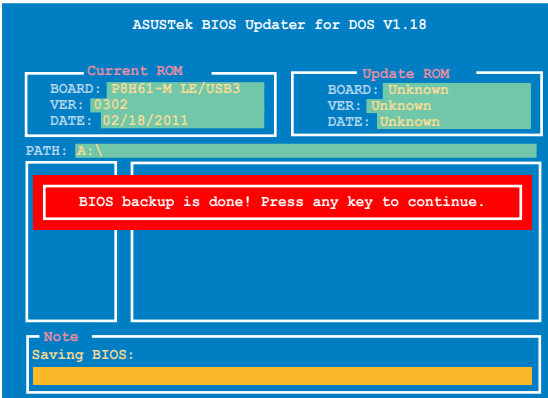 ASUSTek BIOS Updater for DOS V1.18
Current ROM
BOARD: P8H61-M LE/USB3
VER: 0302
DATE: 02/18/2011
Update ROM
BOARD: Unknown
VER: Unknown
DATE: Unknown
PATH: A:\
BIOS backup is done! Press any key to continue.
Note
Saving BIOS: